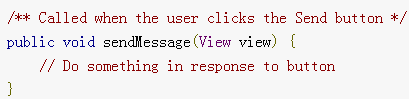 /** Called when the user clicks the Send button */
public void sendMessage(View view) {
    // Do something in response to button
}